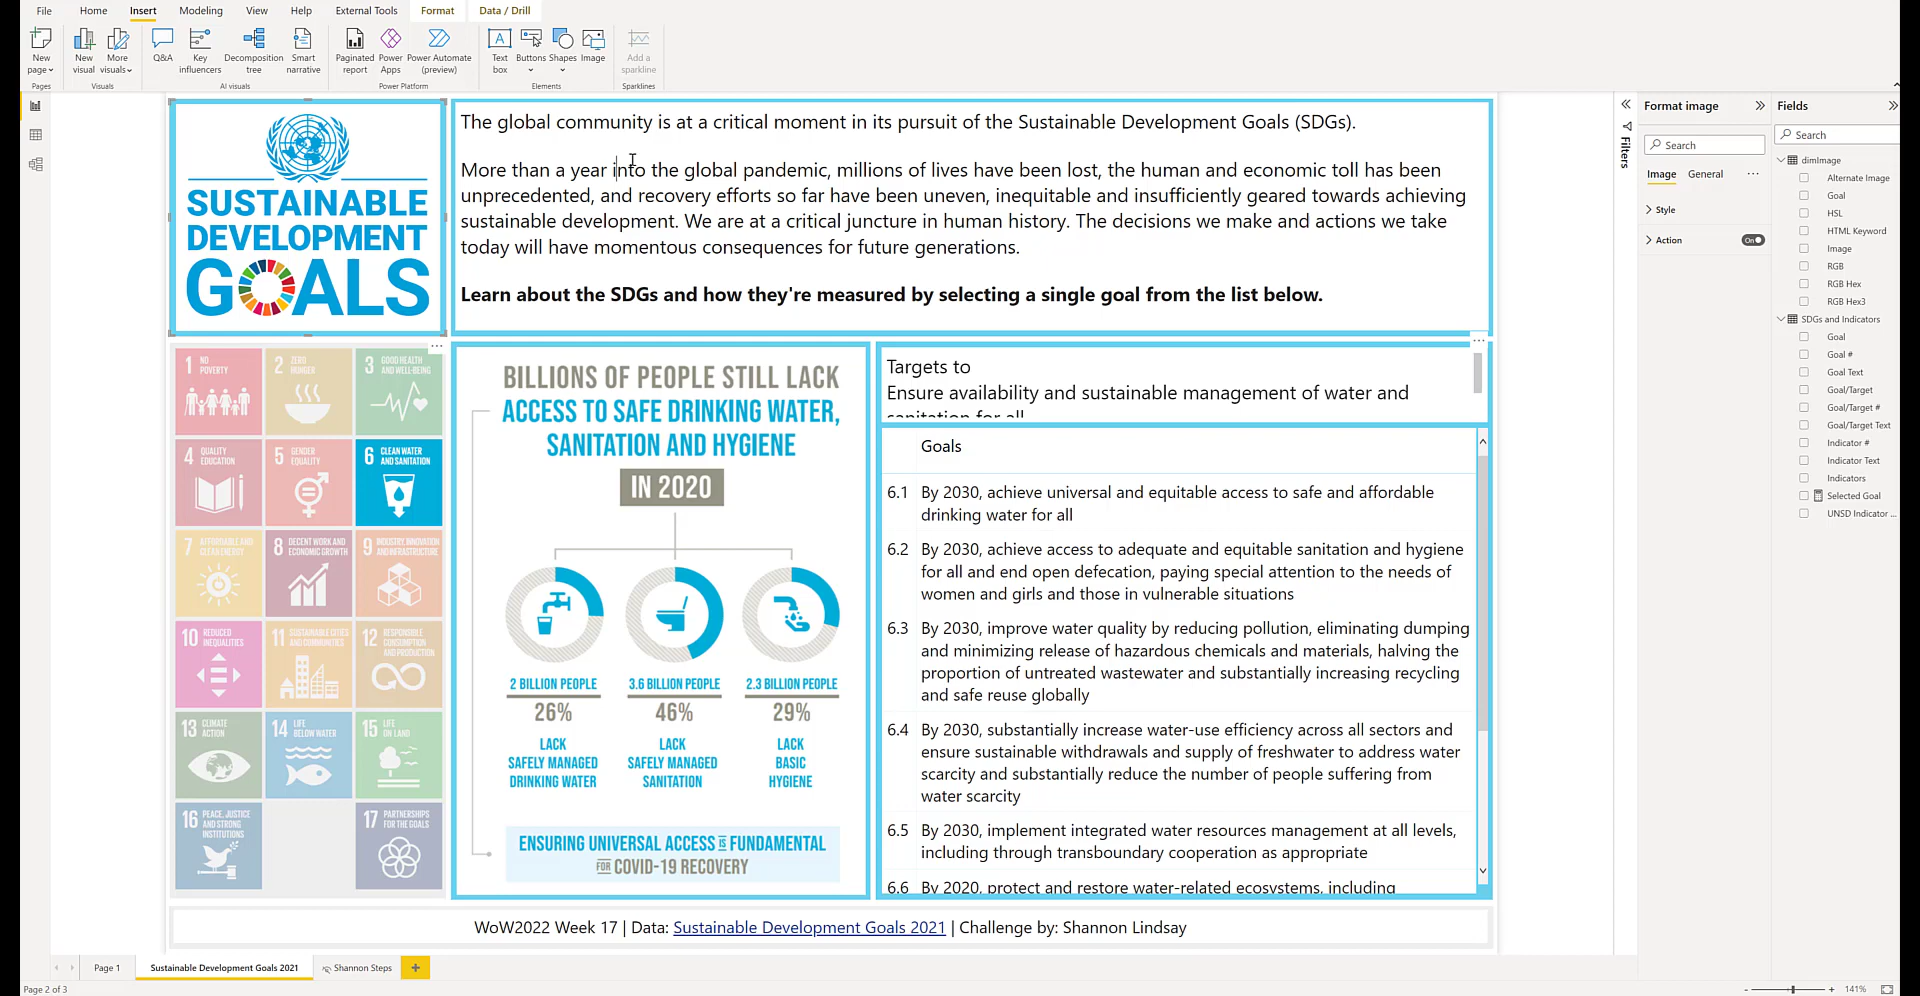 File Home Insert Modeling View Help External Tools Format Data / Drill
New page
New visual
More visuals
Q&A
Key influencers
Decomposition tree
Smart narrative
Paginated report
Power Apps
Power Automate (preview)
Text box
Buttons
Shapes
Image
Add a sparkline
Pages Visuals AI visuals Power Platform Elements Sparklines
SUSTAINABLE
DEVELOPMENT
GOALS
The global community is at a critical moment in its pursuit of the Sustainable Development Goals (SDGs).
More than a year into the global pandemic, millions of lives have been lost, the human and economic toll has been
unprecedented, and recovery efforts so far have been uneven, inequitable and insufficiently geared towards achieving
sustainable development. We are at a critical juncture in human history. The decisions we make and actions we take
today will have momentous consequences for future generations.
Learn about the SDGs and how they're measured by selecting a single goal from the list below.
1 NO
POVERTY
2 ZERO
HUNGER
3 GOOD HEALTH
AND WELL-BEING
4 QUALITY
EDUCATION
5 GENDER
EQUALITY
6 CLEAN WATER
AND SANITATION
7 AFFORDABLE AND
CLEAN ENERGY
8 DECENT WORK AND
ECONOMIC GROWTH
9 INDUSTRY, INNOVATION
AND INFRASTRUCTURE
10 REDUCED
INEQUALITIES
11 SUSTAINABLE CITIES
AND COMMUNITIES
12 RESPONSIBLE
CONSUMPTION
AND PRODUCTION
13 CLIMATE
ACTION
14 LIFE
BELOW WATER
15 LIFE
ON LAND
16 PEACE, JUSTICE
AND STRONG
INSTITUTIONS
17 PARTNERSHIPS
FOR THE GOALS
BILLIONS OF PEOPLE STILL LACK
ACCESS TO SAFE DRINKING WATER,
SANITATION AND HYGIENE
IN 2020
2 BILLION PEOPLE
26%
LACK
SAFELY MANAGED
DRINKING WATER
3.6 BILLION PEOPLE
46%
LACK
SAFELY MANAGED
SANITATION
2.3 BILLION PEOPLE
29%
LACK
BASIC
HYGIENE
ENSURING UNIVERSAL ACCESS IS FUNDAMENTAL
FOR COVID-19 RECOVERY
Targets to
Ensure availability and sustainable management of water and
sanitation for all
Goals
6.1 By 2030, achieve universal and equitable access to safe and affordable
drinking water for all
6.2 By 2030, achieve access to adequate and equitable sanitation and hygiene
for all and end open defecation, paying special attention to the needs of
women and girls and those in vulnerable situations
6.3 By 2030, improve water quality by reducing pollution, eliminating dumping
and minimizing release of hazardous chemicals and materials, halving the
proportion of untreated wastewater and substantially increasing recycling
and safe reuse globally
6.4 By 2030, substantially increase water-use efficiency across all sectors and
ensure sustainable withdrawals and supply of freshwater to address water
scarcity and substantially reduce the number of people suffering from
water scarcity
6.5 By 2030, implement integrated water resources management at all levels,
including through transboundary cooperation as appropriate
6.6 By 2020, protect and restore water-related ecosystems, including
WoW2022 Week 17 | Data: Sustainable Development Goals 2021 | Challenge by: Shannon Lindsay
Filters
Format image
Search
Image General ...
Style
Action On
Fields
Search
dimImage
Alternate Image
Goal
HSL
HTML Keyword
Image
RGB
RGB Hex
RGB Hex3
SDGs and Indicators
Goal
Goal #
Goal Text
Goal/Target
Goal/Target #
Goal/Target Text
Indicator #
Indicator Text
Indicators
Selected Goal
UNSD Indicator ...
Page 1 Sustainable Development Goals 2021 Shannon Steps +
Page 2 of 3
- + 141%